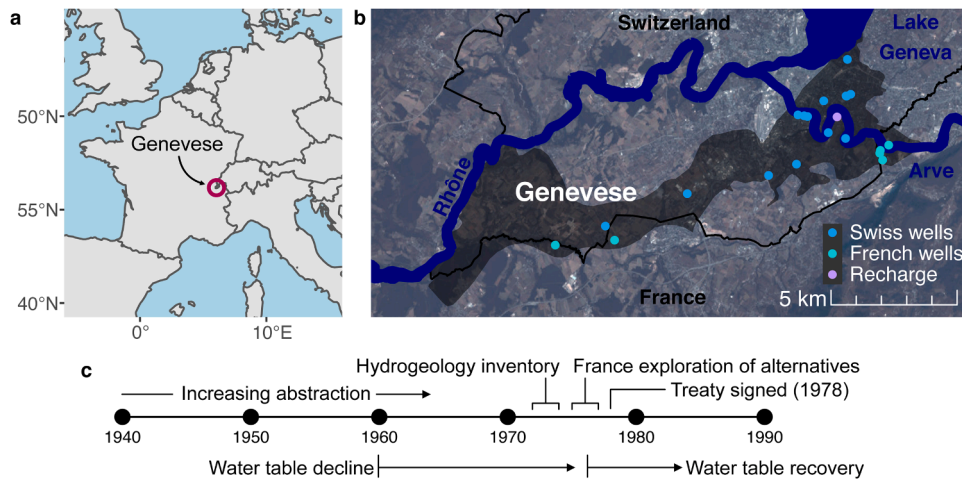 a
50°N
55°N
40°N
0°
10°E
Genevese
b
Switzerland
Lake
Geneva
Rhône
Genevese
Arve
France
Swiss wells
French wells
Recharge
5 km
c
Hydrogeology inventory
France exploration of alternatives
Increasing abstraction
Treaty signed (1978)
1940
1950
1960
1970
1980
1990
Water table decline
Water table recovery